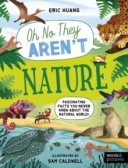 ERIC HUANG
Oh No They
AREN'T
NATURE
FASCINATING
FACTS YOU NEVER
KNEW ABOUT THE
NATURAL WORLD!
ILLUSTRATED BY
SAM CALDWELL